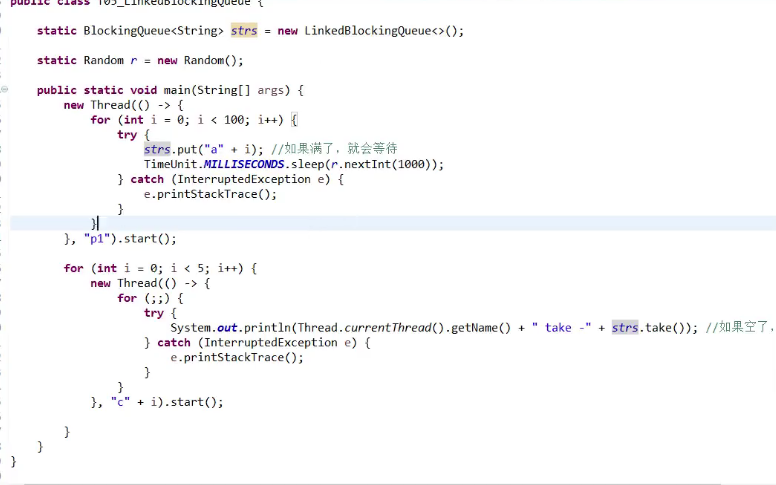 public class T05_LinkedBlockingQueue {
static BlockingQueue<String> strs = new LinkedBlockingQueue<>();
static Random r = new Random();
public static void main(String[] args) {
new Thread(() -> {
for (int i = 0; i < 100; i++) {
try {
strs.put("a" + i); //如果满了，就会等待
TimeUnit.MILLISECONDS.sleep(r.nextInt(1000));
} catch (InterruptedException e) {
e.printStackTrace();
}
}
}, "p1").start();
for (int i = 0; i < 5; i++) {
new Thread(() -> {
for (;;) {
try {
System.out.println(Thread.currentThread().getName() + " take -" + strs.take()); //如果空了，
} catch (InterruptedException e) {
e.printStackTrace();
}
}
}, "c" + i).start();
}
}
}